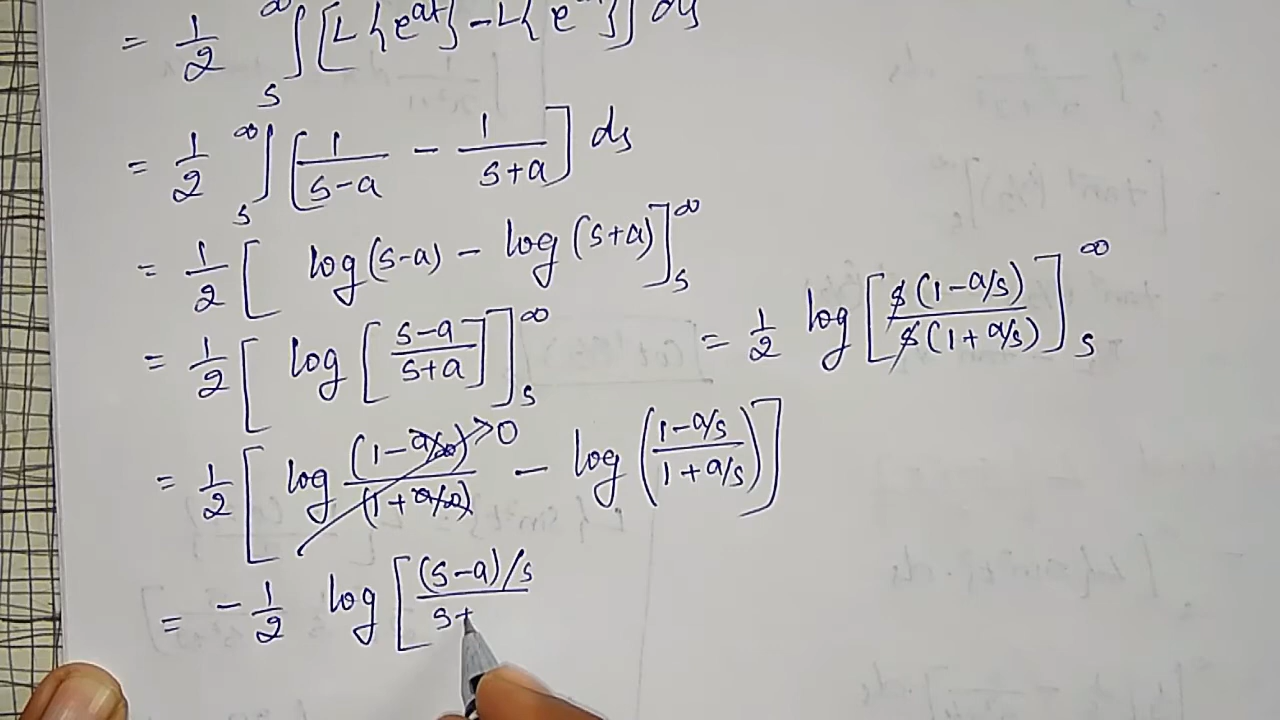 = 1/2 ∫_s^∞ [L{e^at} - L{e } ] ds
= 1/2 ∫_s^∞ [1/(s-a) - 1/(s+a)] ds
= 1/2 [ log(s-a) - log(s+a) ]_s^∞
= 1/2 [ log [ (s-a)/(s+a) ] ]_s^∞ = 1/2 log [ s(1-a/s) / s(1+a/s) ]_s^∞
= 1/2 [ log (1-a/∞)/(1+a/∞) → 0 - log ( (1-a/s)/(1+a/s) ) ]
= -1/2 log [ (s-a)/s / s+